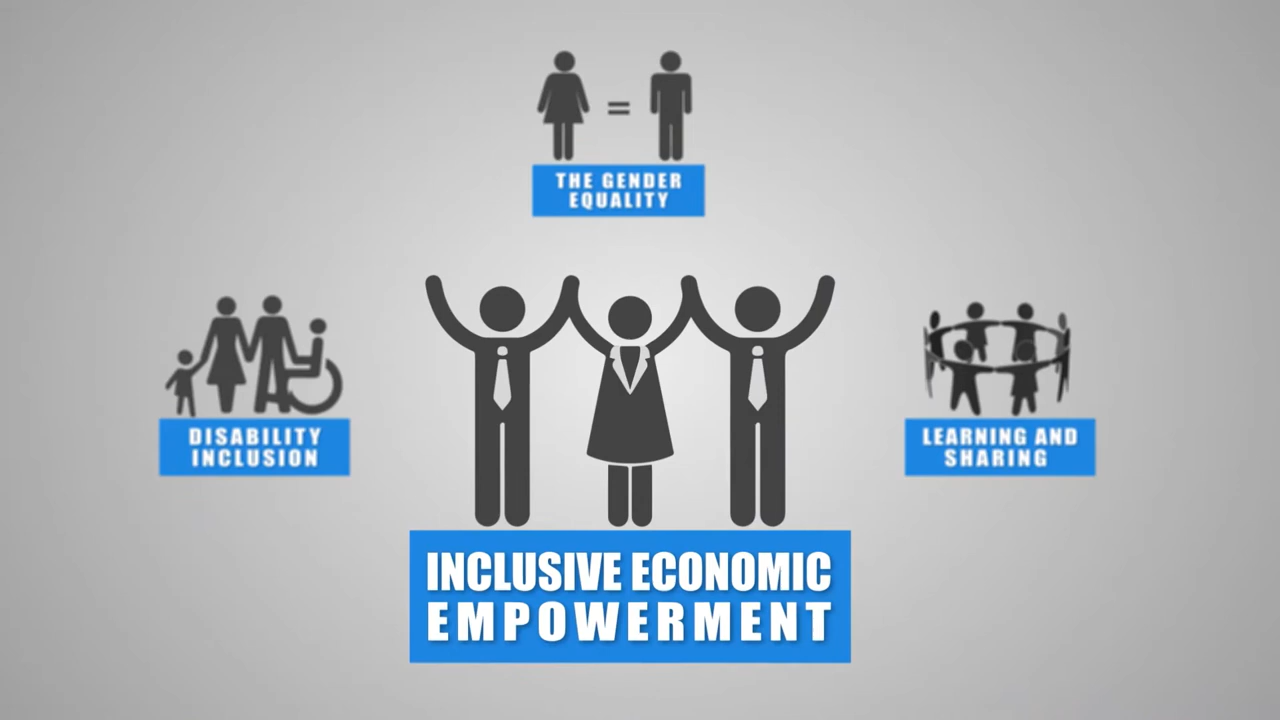 =
THE GENDER
EQUALITY
DISABILITY
INCLUSION
LEARNING AND
SHARING
INCLUSIVE ECONOMIC
EMPOWERMENT